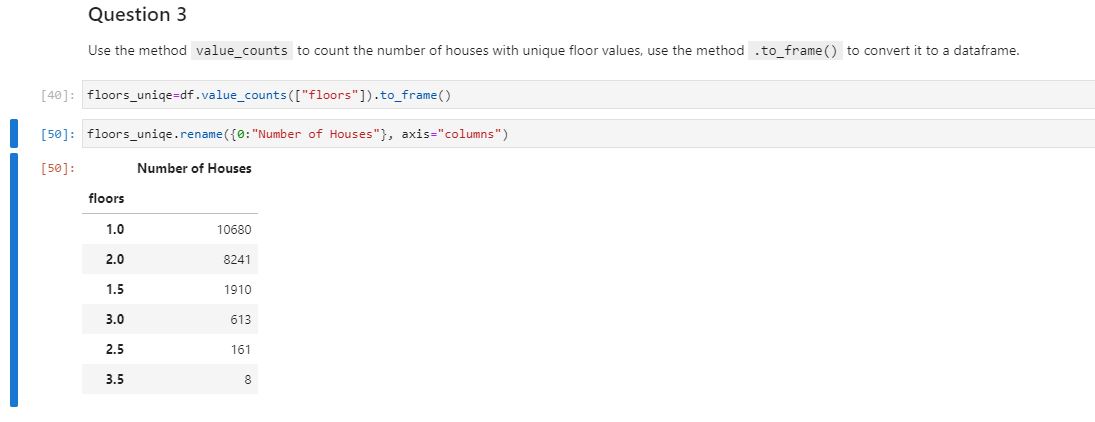 Question 3
Use the method value_counts to count the number of houses with unique floor values, use the method .to_frame() to convert it to a dataframe.
[40]: floors_uniqe=df.value_counts(["floors"]).to_frame()
[50]: floors_uniqe.rename({0:"Number of Houses"}, axis="columns")
[50]: Number of Houses
floors
1.0 10680
2.0 8241
1.5 1910
3.0 613
2.5 161
3.5 8